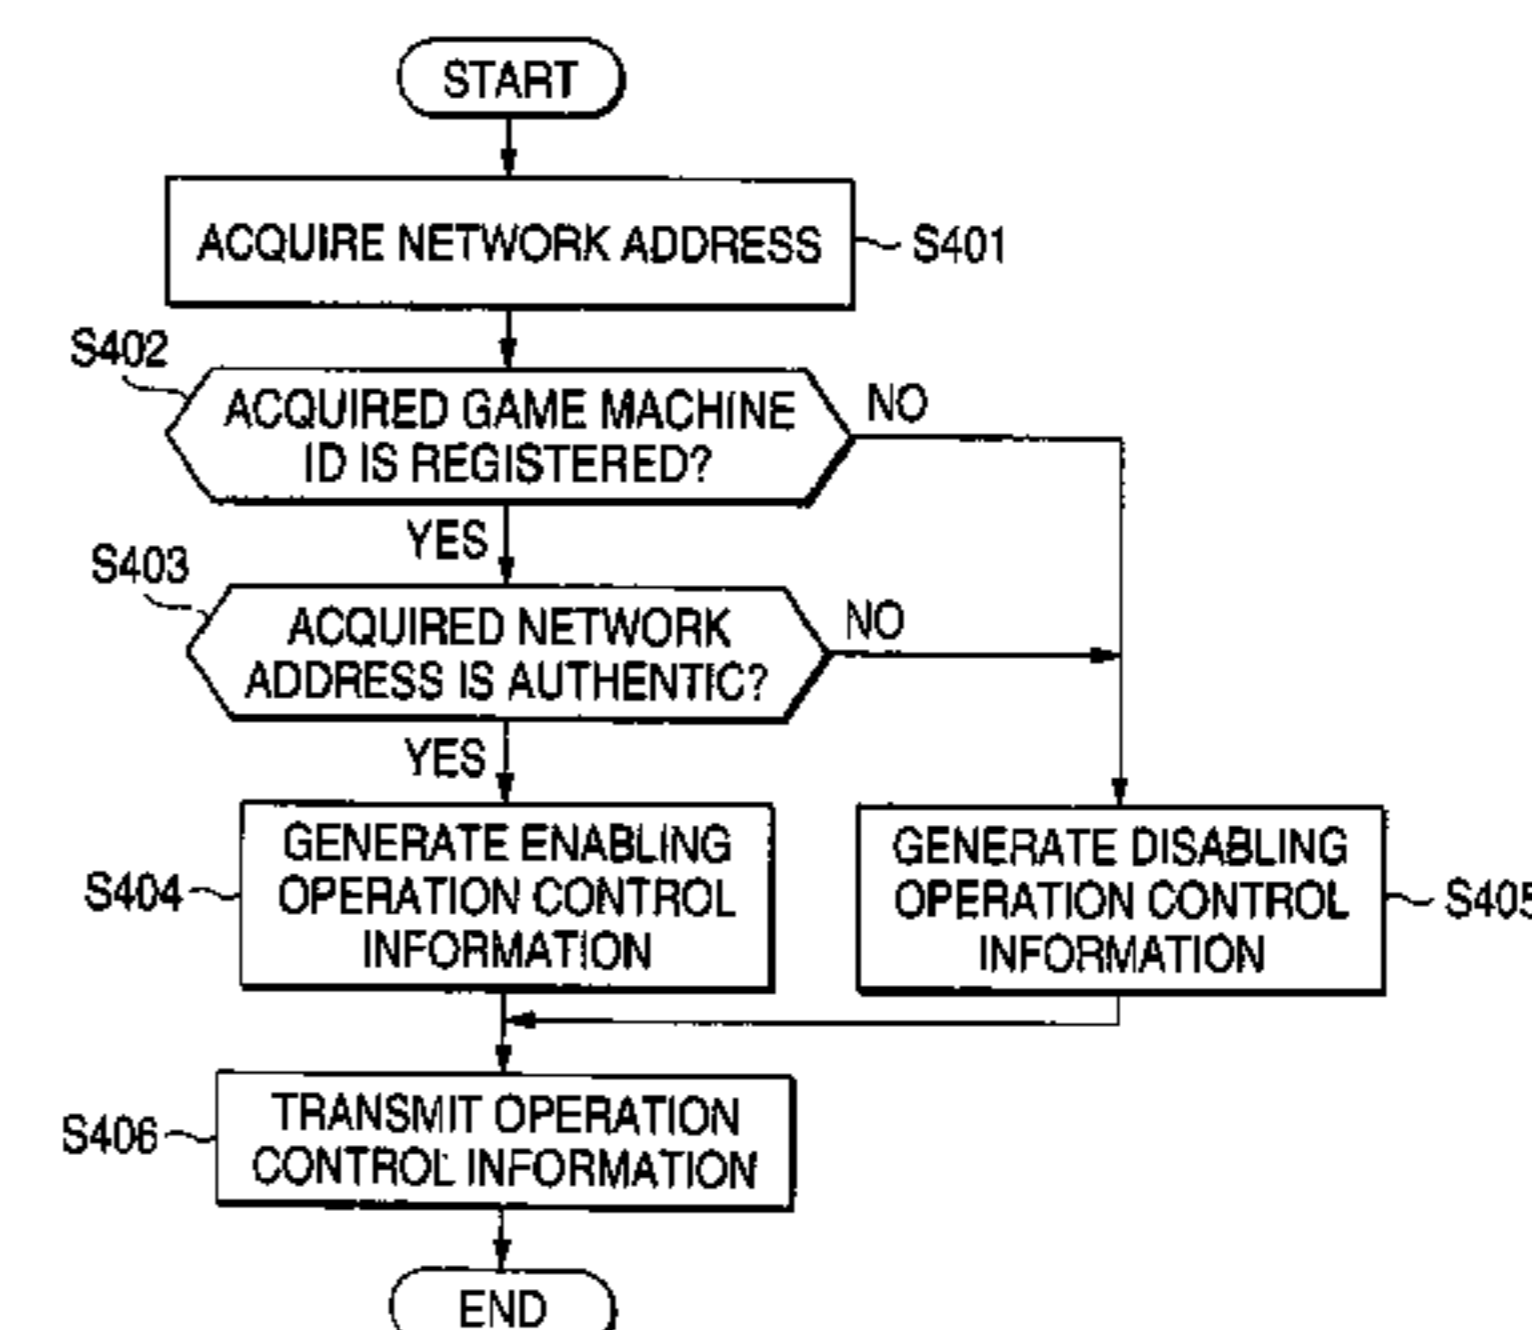 START
ACQUIRE NETWORK ADDRESS
S401
S402
ACQUIRED GAME MACHINE
ID IS REGISTERED?
NO
YES
S403
ACQUIRED NETWORK
ADDRESS IS AUTHENTIC?
NO
YES
S404
GENERATE ENABLING
OPERATION CONTROL
INFORMATION
GENERATE DISABLING
OPERATION CONTROL
INFORMATION
S405
S406
TRANSMIT OPERATION
CONTROL INFORMATION
END